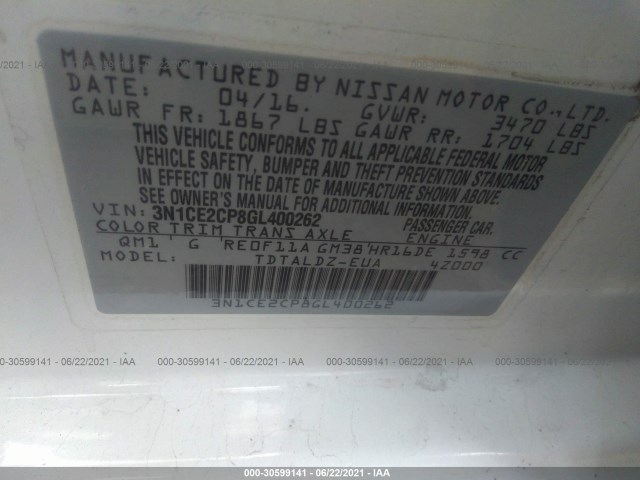 MANUFACTURED BY NISSAN MOTOR CO., LTD.
DATE: 04/16. GVWR: 3470 LBS
GAWR FR: 1867 LBS GAWR RR: 1704 LBS
THIS VEHICLE CONFORMS TO ALL APPLICABLE FEDERAL MOTOR
VEHICLE SAFETY, BUMPER AND THEFT PREVENTION STANDARDS
IN EFFECT ON THE DATE OF MANUFACTURE SHOWN ABOVE.
SEE OWNER'S MANUAL FOR ADDITIONAL INFORMATION.
VIN: 3N1CE2CP8GL400262 PASSENGER CAR.
COLOR TRIM TRANS AXLE ENGINE
QM1' G 'RE0F11A GM38'HR16DE 1598 CC
MODEL: TDTALDZ-EUA 42000
3N1CE2CP8GL400262
06/22/2021 - IAA
000-30599141 - 06/22/2021 - IAA
000-30599141 - 06/22/2021 - IAA
000-30599141 - 06/22/2021 - IAA
000-30599141 - 06/22/2021 - IAA
000-30599141 - 06/22/2021 - IAA